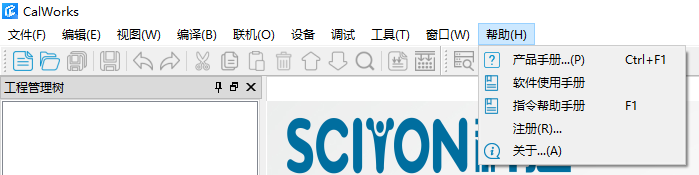 CalWorks
文件(F) 编辑(E) 视图(W) 编译(B) 联机(O) 设备 调试 工具(T) 窗口(W) 帮助(H)
产品手册...(P) Ctrl+F1
工程管理树 软件使用手册
指令帮助手册 F1
注册(R)...
SCIYON
关于...(A)